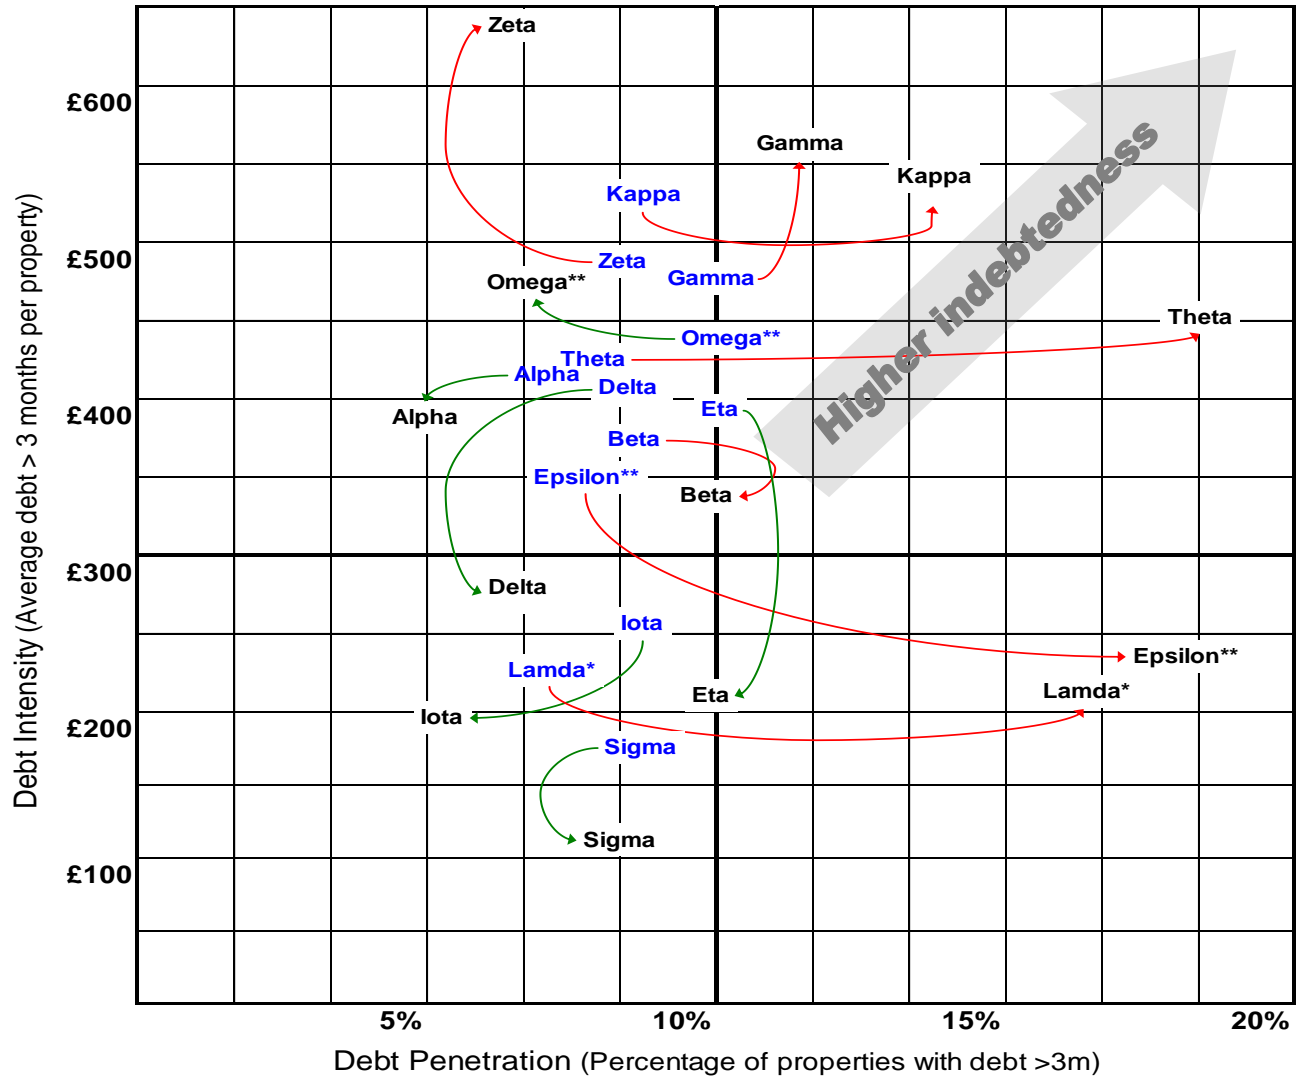 Zeta
£600
Gamma
Kappa
Kappa
Higher indebtedness
£500
Zeta
Gamma
Omega**
Theta
Omega**
Theta
Alpha
Delta
£400
Alpha
Eta
Beta
Epsilon**
Beta
£300
Delta
Iota
Epsilon**
Lamda*
Eta
Lamda*
Iota
£200
Sigma
Sigma
£100
5% 10% 15% 20%
Debt Penetration (Percentage of properties with debt >3m)
Debt Intensity (Average debt > 3 months per property)